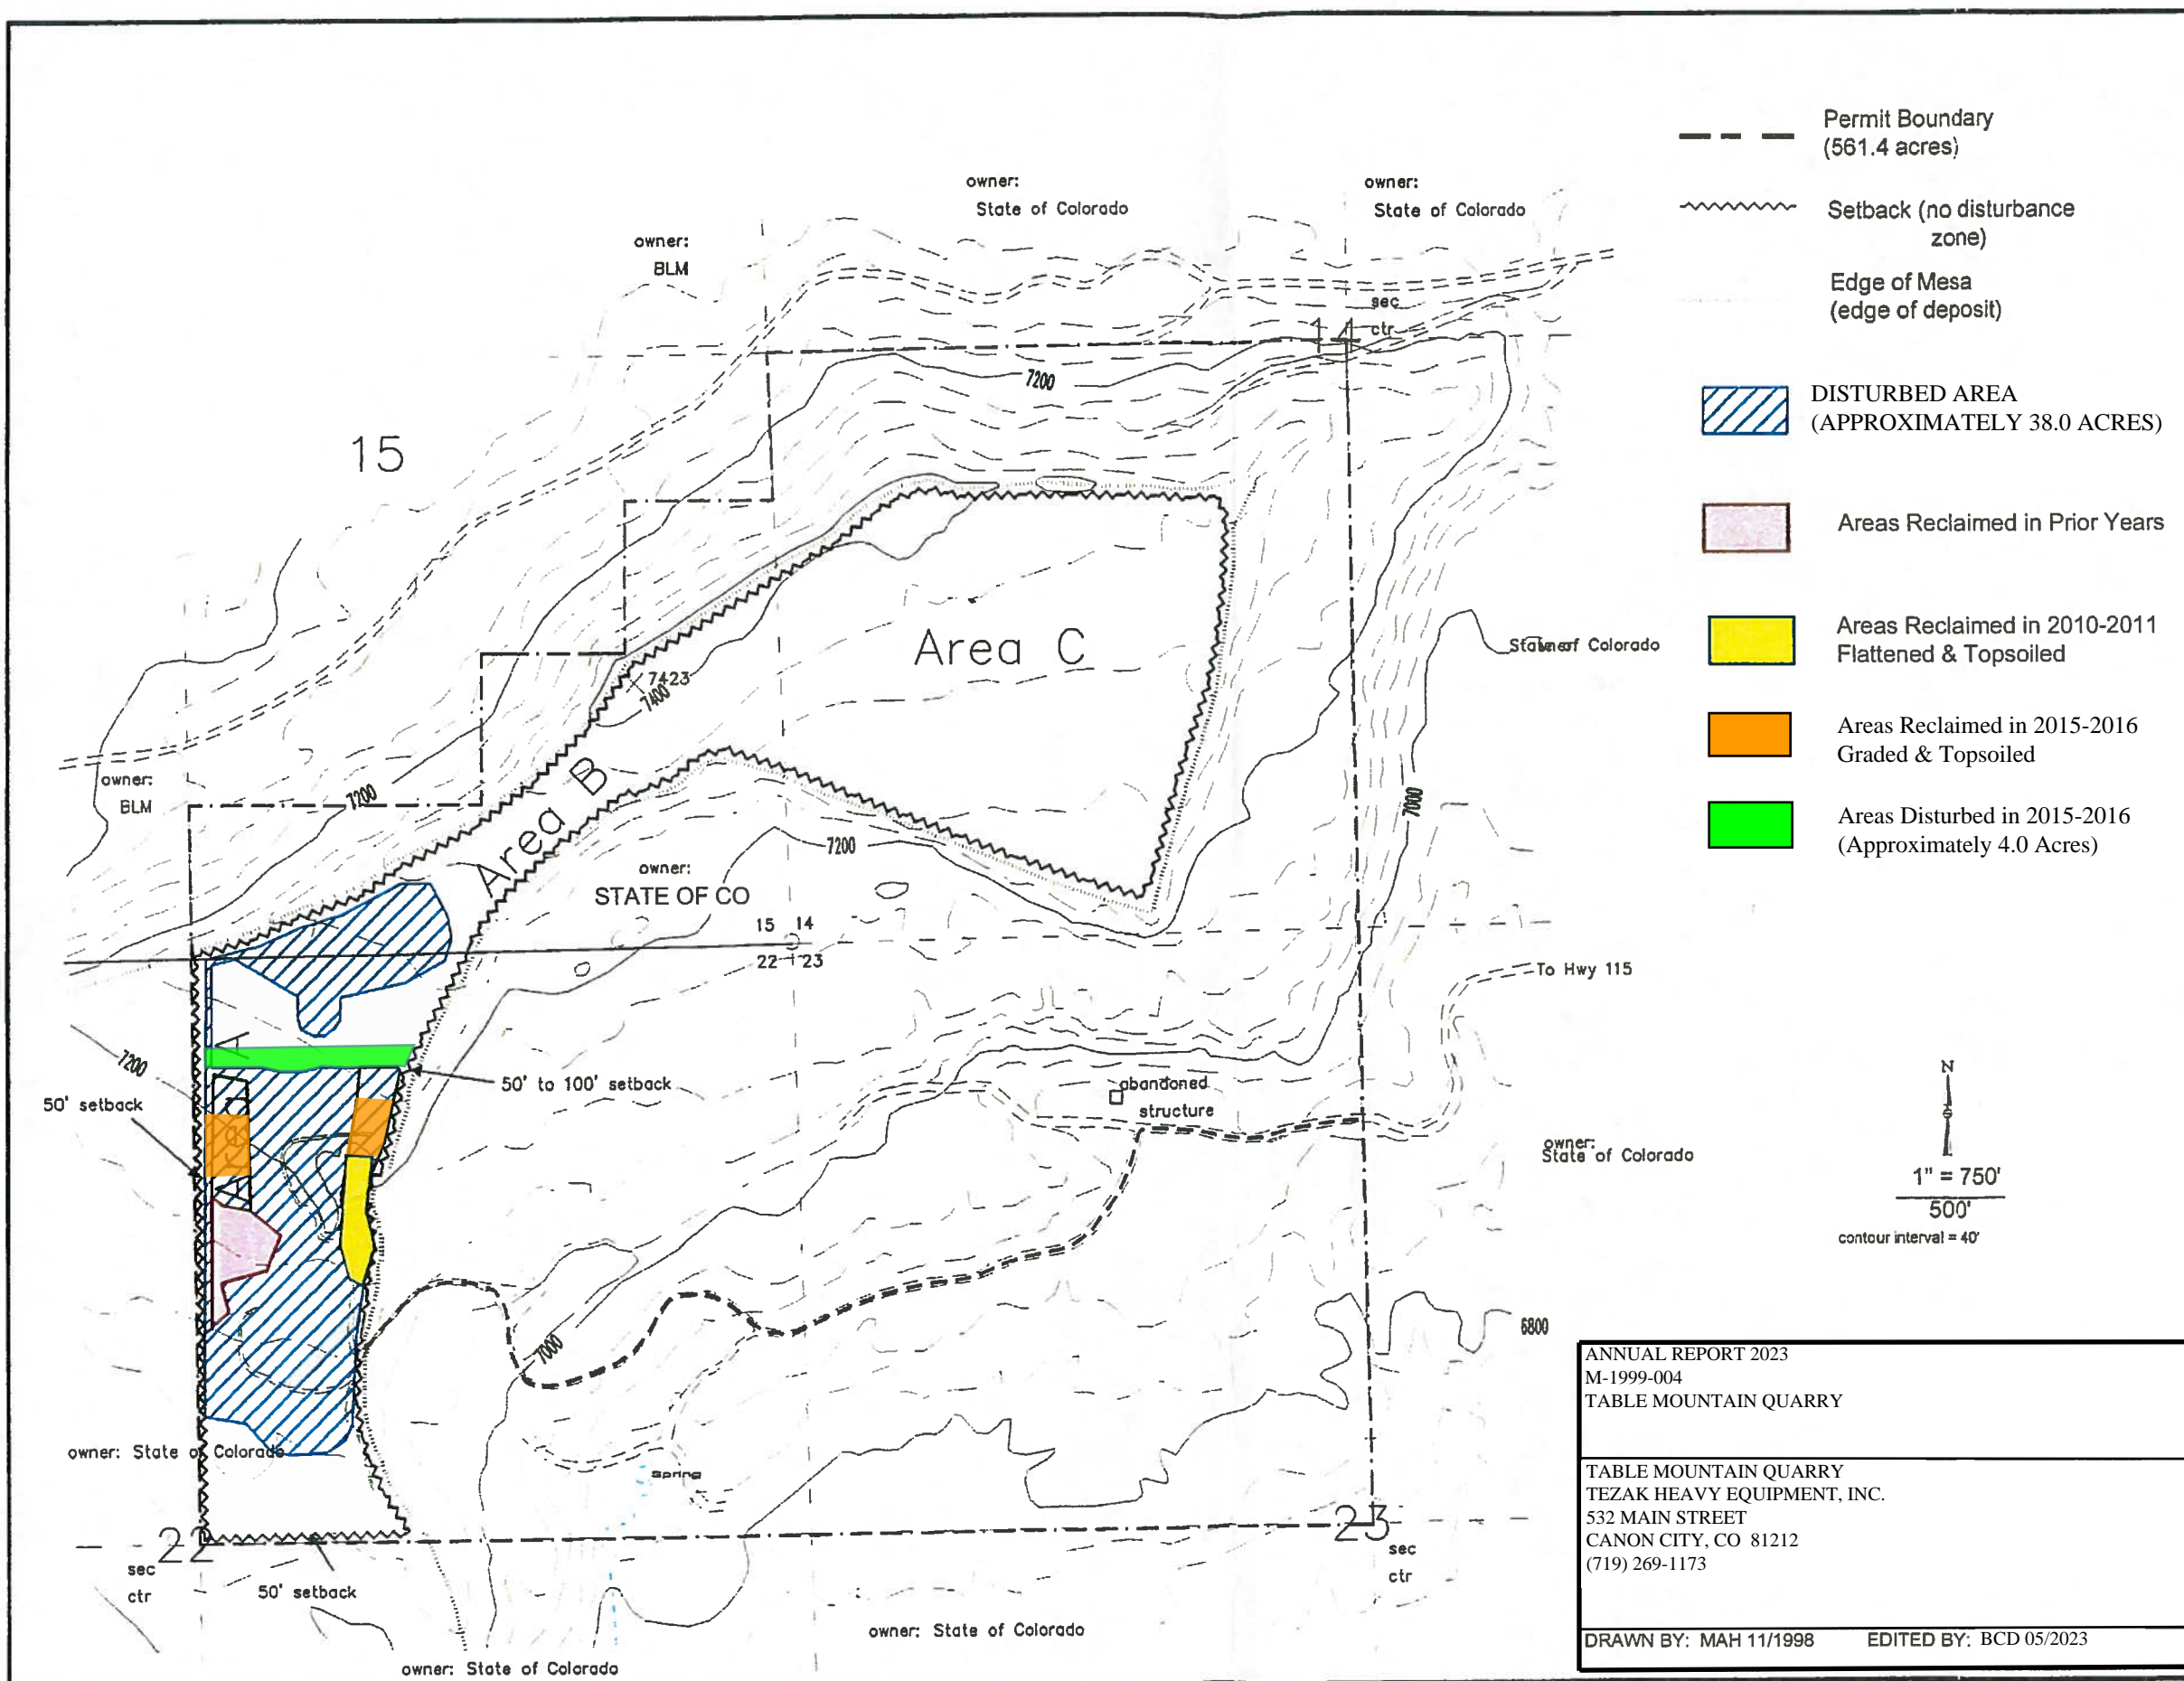 owner:
State of Colorado
owner:
State of Colorado
owner:
BLM
sec
ctr
14
7200
15
Area C
7423
7400
State of Colorado
owner:
BLM
7200
Area B
7000
7200
owner:
STATE OF CO
15 14
22 23
To Hwy 115
7200
50' to 100' setback
50' setback
Area A
abandoned
structure
owner:
State of Colorado
7000
6800
owner: State of Colorado
spring
22
sec
ctr
50' setback
23
sec
ctr
owner: State of Colorado
owner: State of Colorado
Permit Boundary
(561.4 acres)
Setback (no disturbance
zone)
Edge of Mesa
(edge of deposit)
DISTURBED AREA
(APPROXIMATELY 38.0 ACRES)
Areas Reclaimed in Prior Years
Areas Reclaimed in 2010-2011
Flattened & Topsoiled
Areas Reclaimed in 2015-2016
Graded & Topsoiled
Areas Disturbed in 2015-2016
(Approximately 4.0 Acres)
N
1" = 750'
500'
contour interval = 40'
ANNUAL REPORT 2023
M-1999-004
TABLE MOUNTAIN QUARRY
TABLE MOUNTAIN QUARRY
TEZAK HEAVY EQUIPMENT, INC.
532 MAIN STREET
CANON CITY, CO 81212
(719) 269-1173
DRAWN BY: MAH 11/1998 EDITED BY: BCD 05/2023